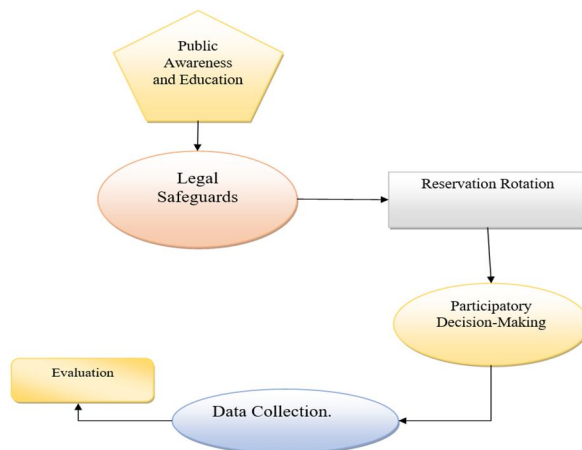 Public
Awareness
and Education
Legal
Safeguards
Reservation Rotation
Participatory
Decision-Making
Data Collection.
Evaluation